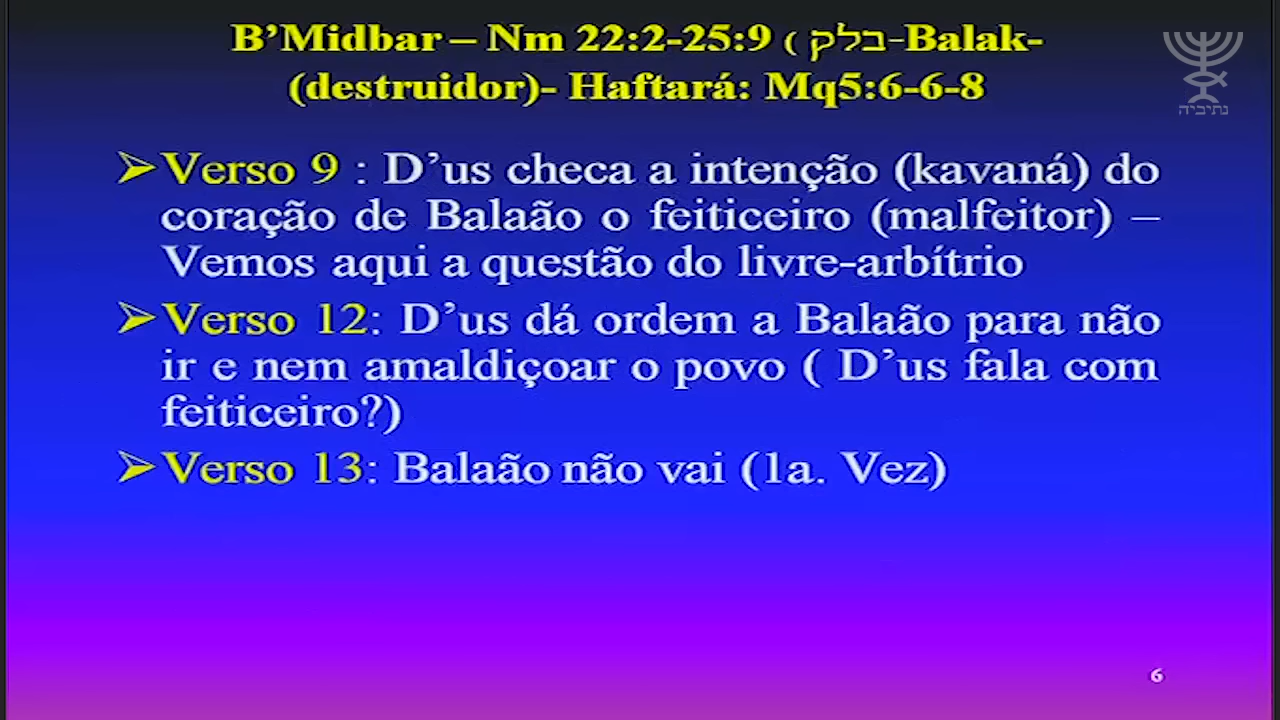 B’Midbar – Nm 22:2-25:9 ( בלק-Balak-
(destruidor)- Haftará: Mq5:6-6-8
נתיביה
➢Verso 9 : D’us checa a intenção (kavaná) do
coração de Balaão o feiticeiro (malfeitor) –
Vemos aqui a questão do livre-arbítrio
➢Verso 12: D’us dá ordem a Balaão para não
ir e nem amaldiçoar o povo ( D’us fala com
feiticeiro?)
➢Verso 13: Balaão não vai (1a. Vez)
6